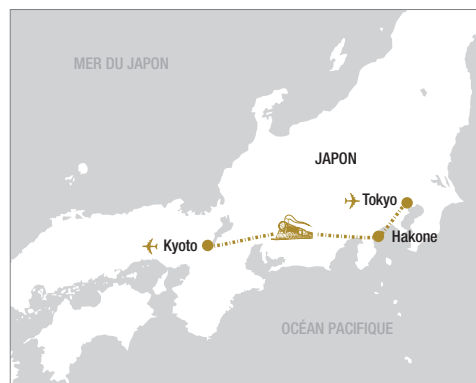 MER DU JAPON
JAPON
Tokyo
Kyoto
Hakone
OCÉAN PACIFIQUE